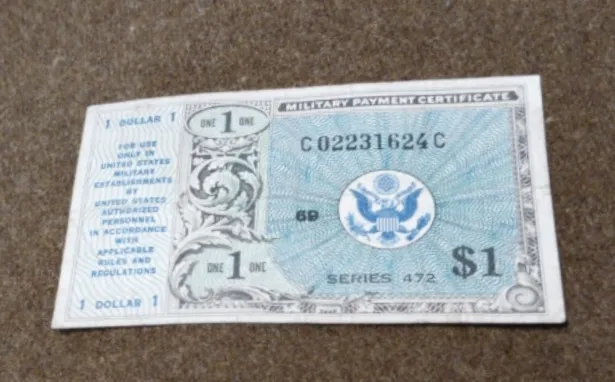 1 DOLLAR 1
FOR USE
ONLY IN
UNITED STATES
MILITARY
ESTABLISHMENTS
BY
UNITED STATES
AUTHORIZED
PERSONNEL
IN ACCORDANCE
WITH
APPLICABLE
RULES AND
REGULATIONS
1 DOLLAR 1
ONE 1 ONE
ONE 1 ONE
MILITARY PAYMENT CERTIFICATE
C02231624C
SERIES 472
$1